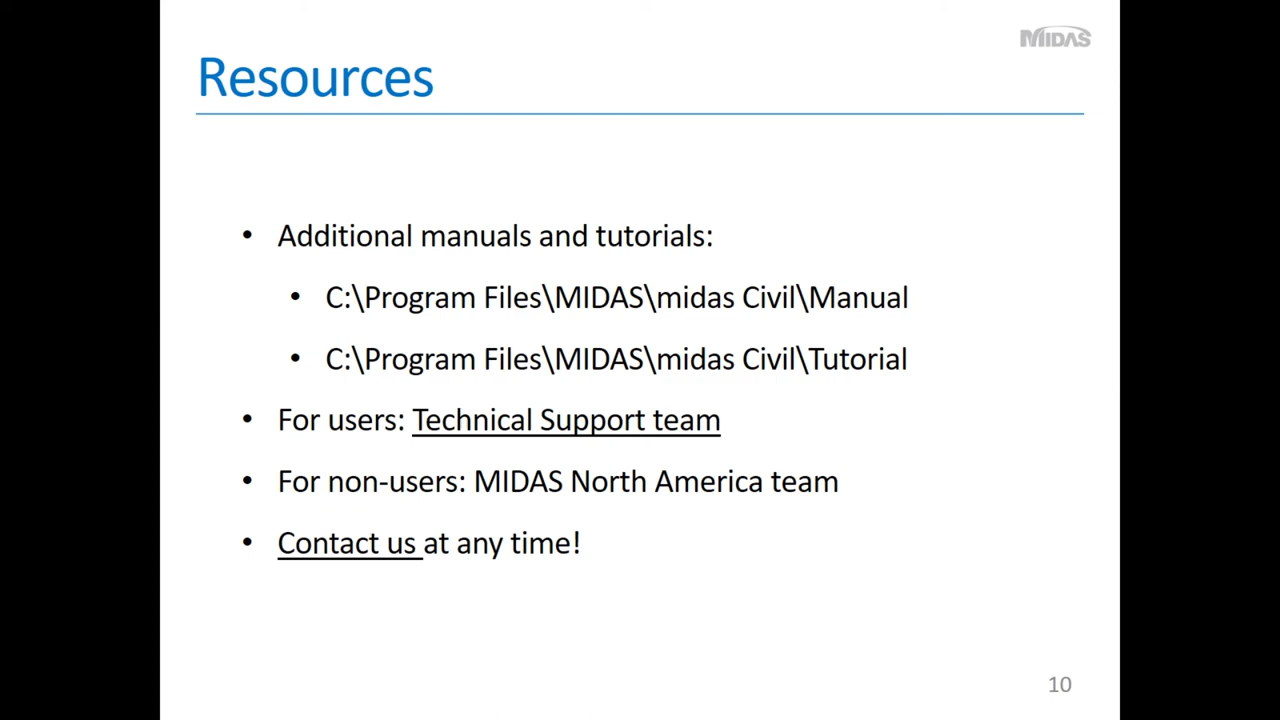 MIDAS
Resources
• Additional manuals and tutorials:
• C:\Program Files\MIDAS\midas Civil\Manual
• C:\Program Files\MIDAS\midas Civil\Tutorial
• For users: Technical Support team
• For non-users: MIDAS North America team
• Contact us at any time!
10